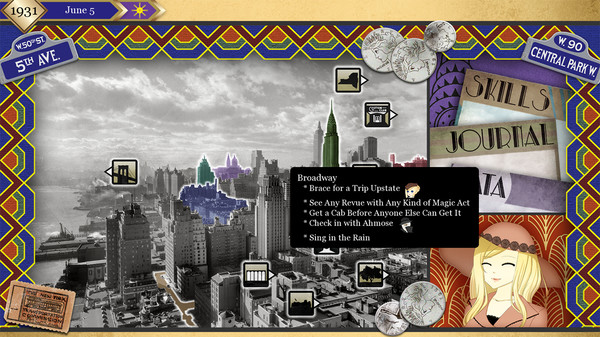 1931
June 5
W. 50TH ST
5TH AVE.
W. 90
CENTRAL PARK W.
SKILLS
JOURNAL
Broadway
* Brace for a Trip Upstate
* See Any Revue with Any Kind of Magic Act
* Get a Cab Before Anyone Else Can Get It
* Check in with Ahmose
* Sing in the Rain